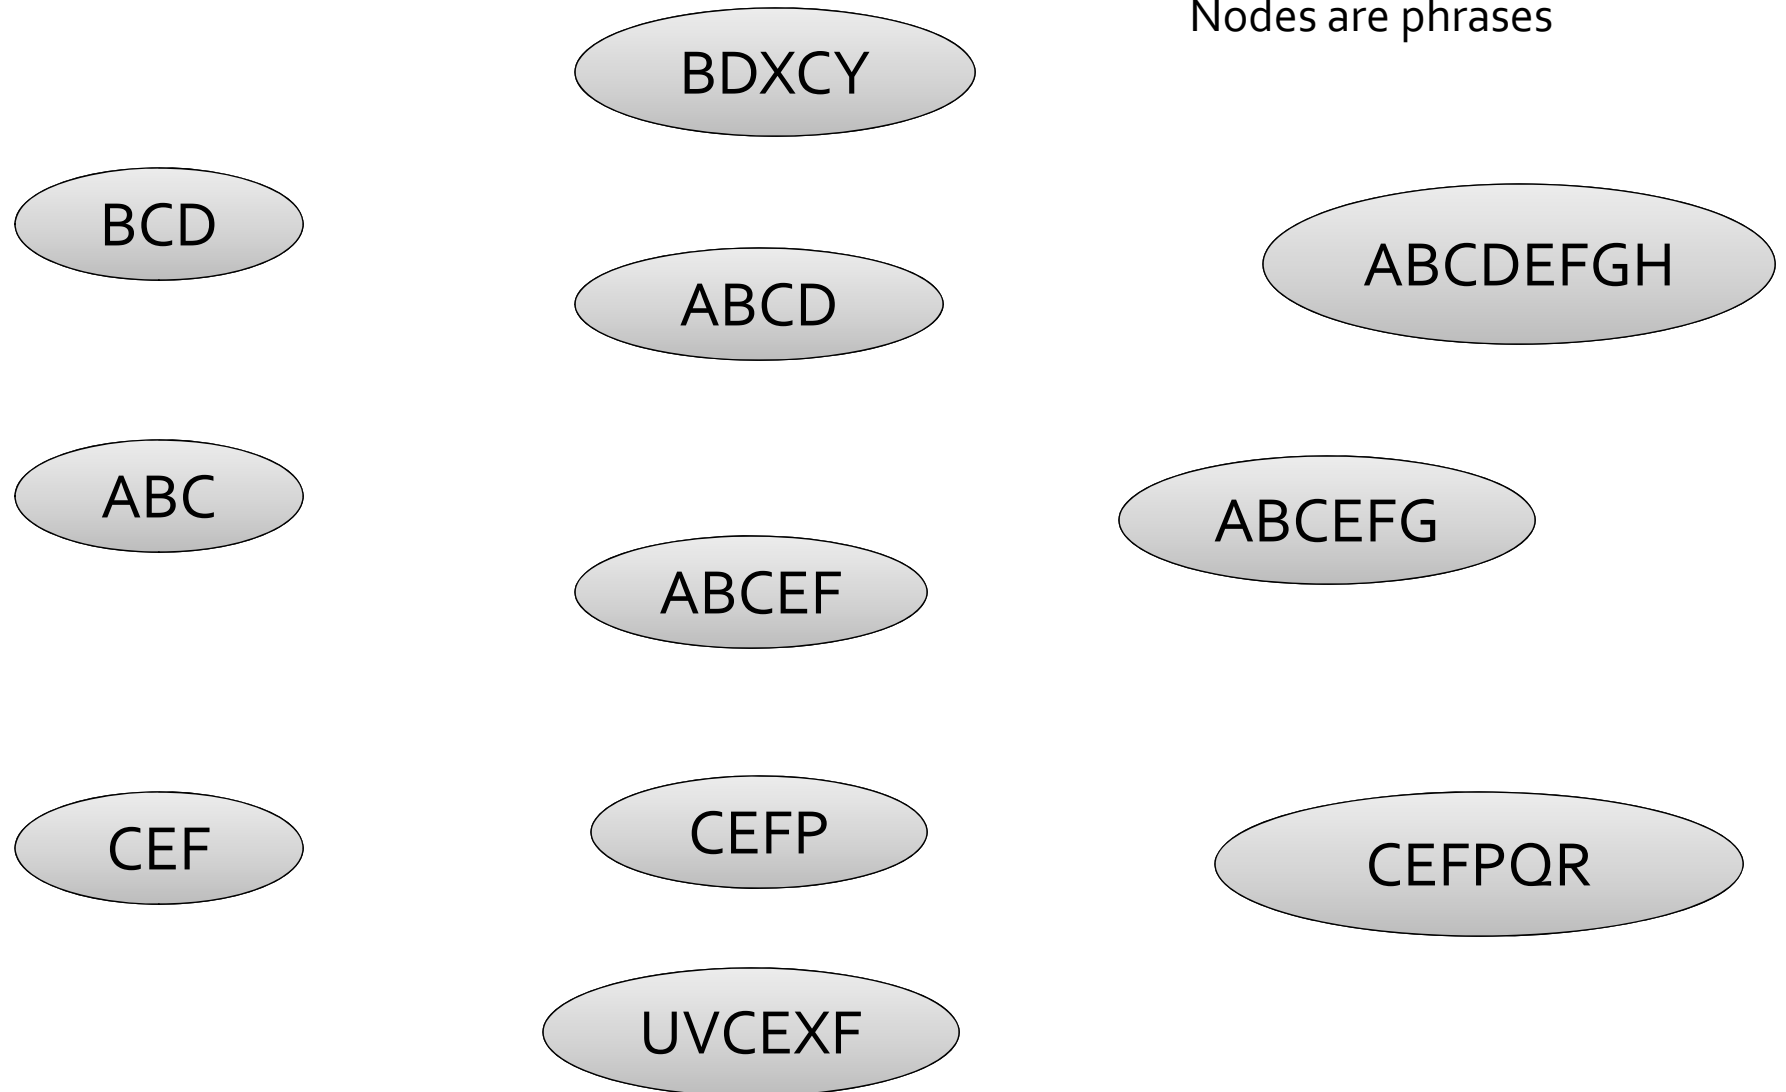 Nodes are phrases
BDXCY
BCD
ABCDEFGH
ABCD
ABC
ABCEFG
ABCEF
CEFP
CEF
CEFPQR
UVCEXF